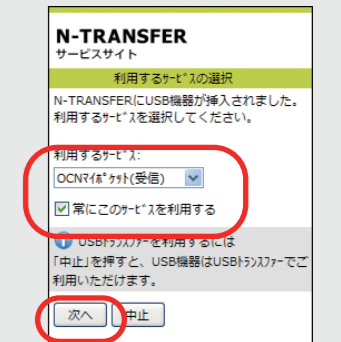 N-TRANSFER
サービスサイト
利用するｻｰﾋﾞｽの選択
N-TRANSFERにUSB機器が挿入されました。
利用するｻｰﾋﾞｽを選択してください。
利用するｻｰﾋﾞｽ:
OCNﾏｲﾎﾟｹｯﾄ(受信)
常にこのｻｰﾋﾞｽを利用する
USBﾄﾗﾝｽﾌｧｰを利用するには
「中止」を押すと、USB機器はUSBﾄﾗﾝｽﾌｧｰでご
利用いただけます。
次へ 中止